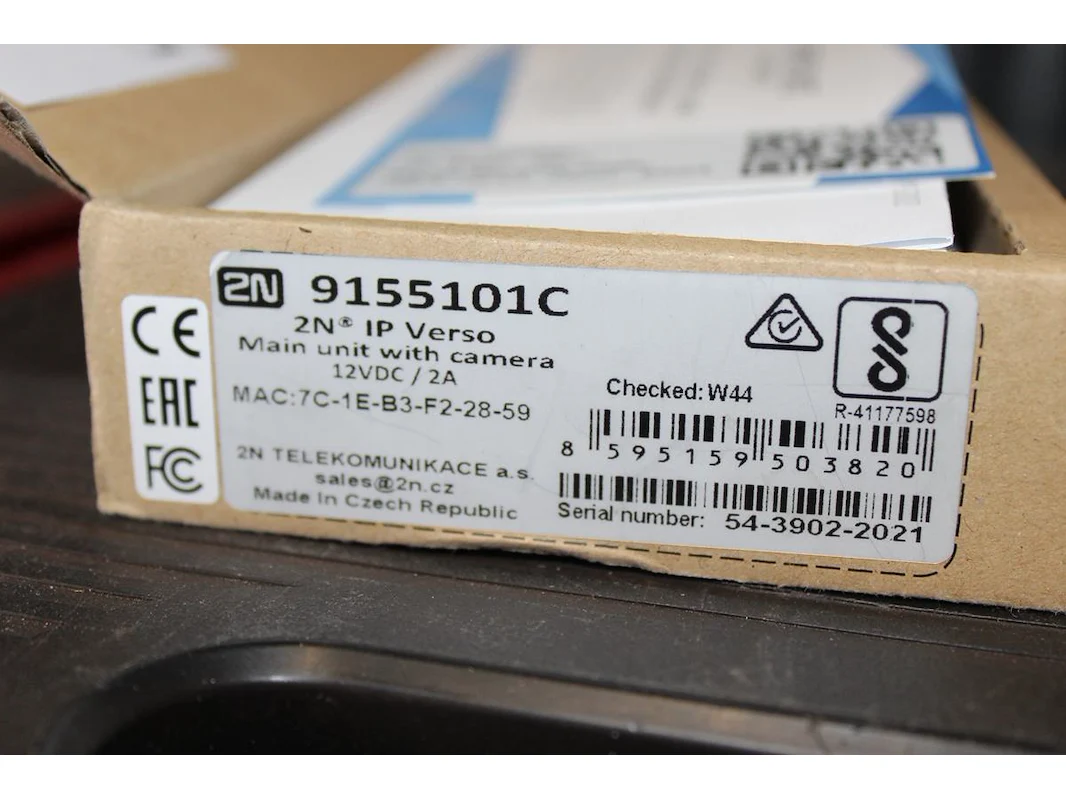 2N 9155101C
2N® IP Verso
Main unit with camera
12VDC / 2A
MAC:7C-1E-B3-F2-28-59
2N TELEKOMUNIKACE a.s.
sales@2n.cz
Made In Czech Republic
CE
EAC
FC
Checked: W44
R-41177598
8 595159 503820
Serial number: 54-3902-2021